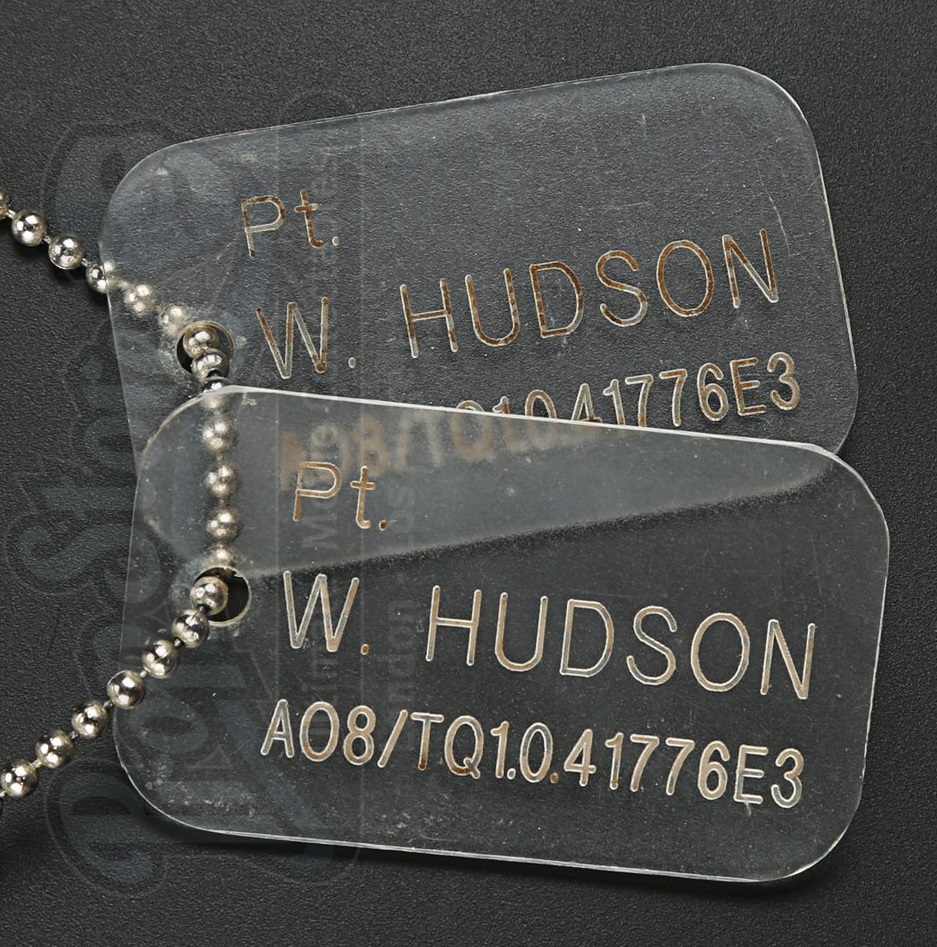 Pt.
W. HUDSON
Q1.0.41776E3
Pt.
W. HUDSON
A08/TQ1.0.41776E3